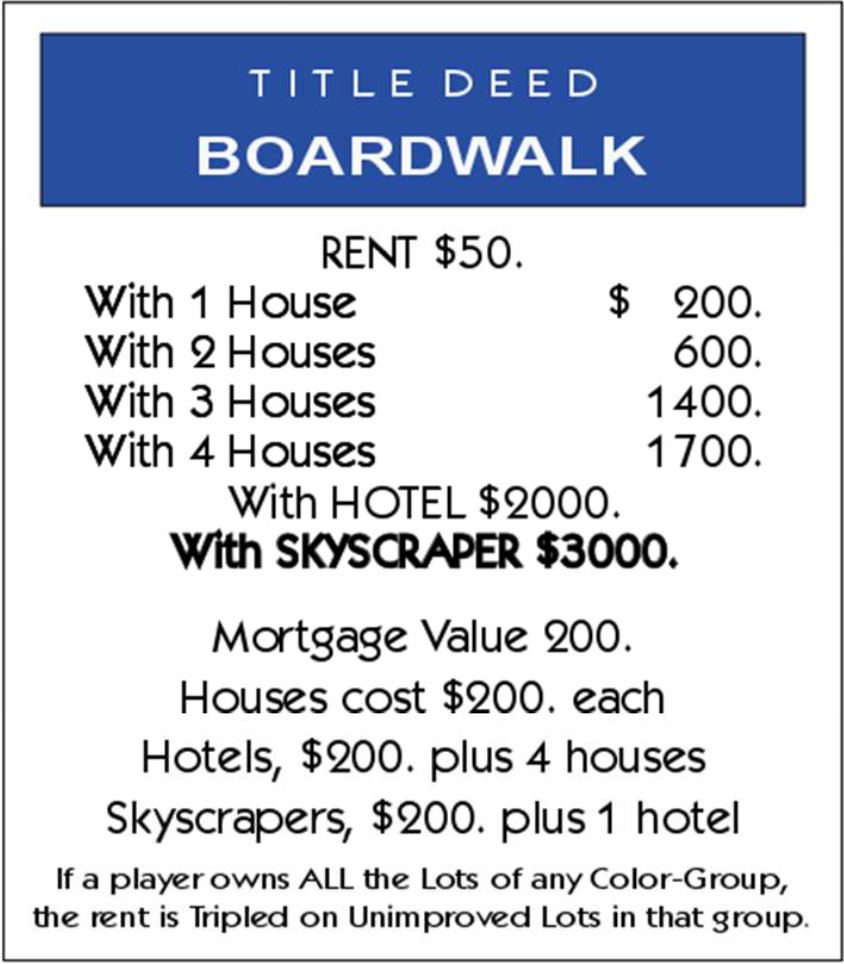 TITLE DEED
BOARDWALK
RENT $50.
With 1 House $ 200.
With 2 Houses 600.
With 3 Houses 1400.
With 4 Houses 1700.
With HOTEL $2000.
With SKYSCRAPER $3000.
Mortgage Value 200.
Houses cost $200. each
Hotels, $200. plus 4 houses
Skyscrapers, $200. plus 1 hotel
If a player owns ALL the Lots of any Color-Group,
the rent is Tripled on Unimproved Lots in that group.